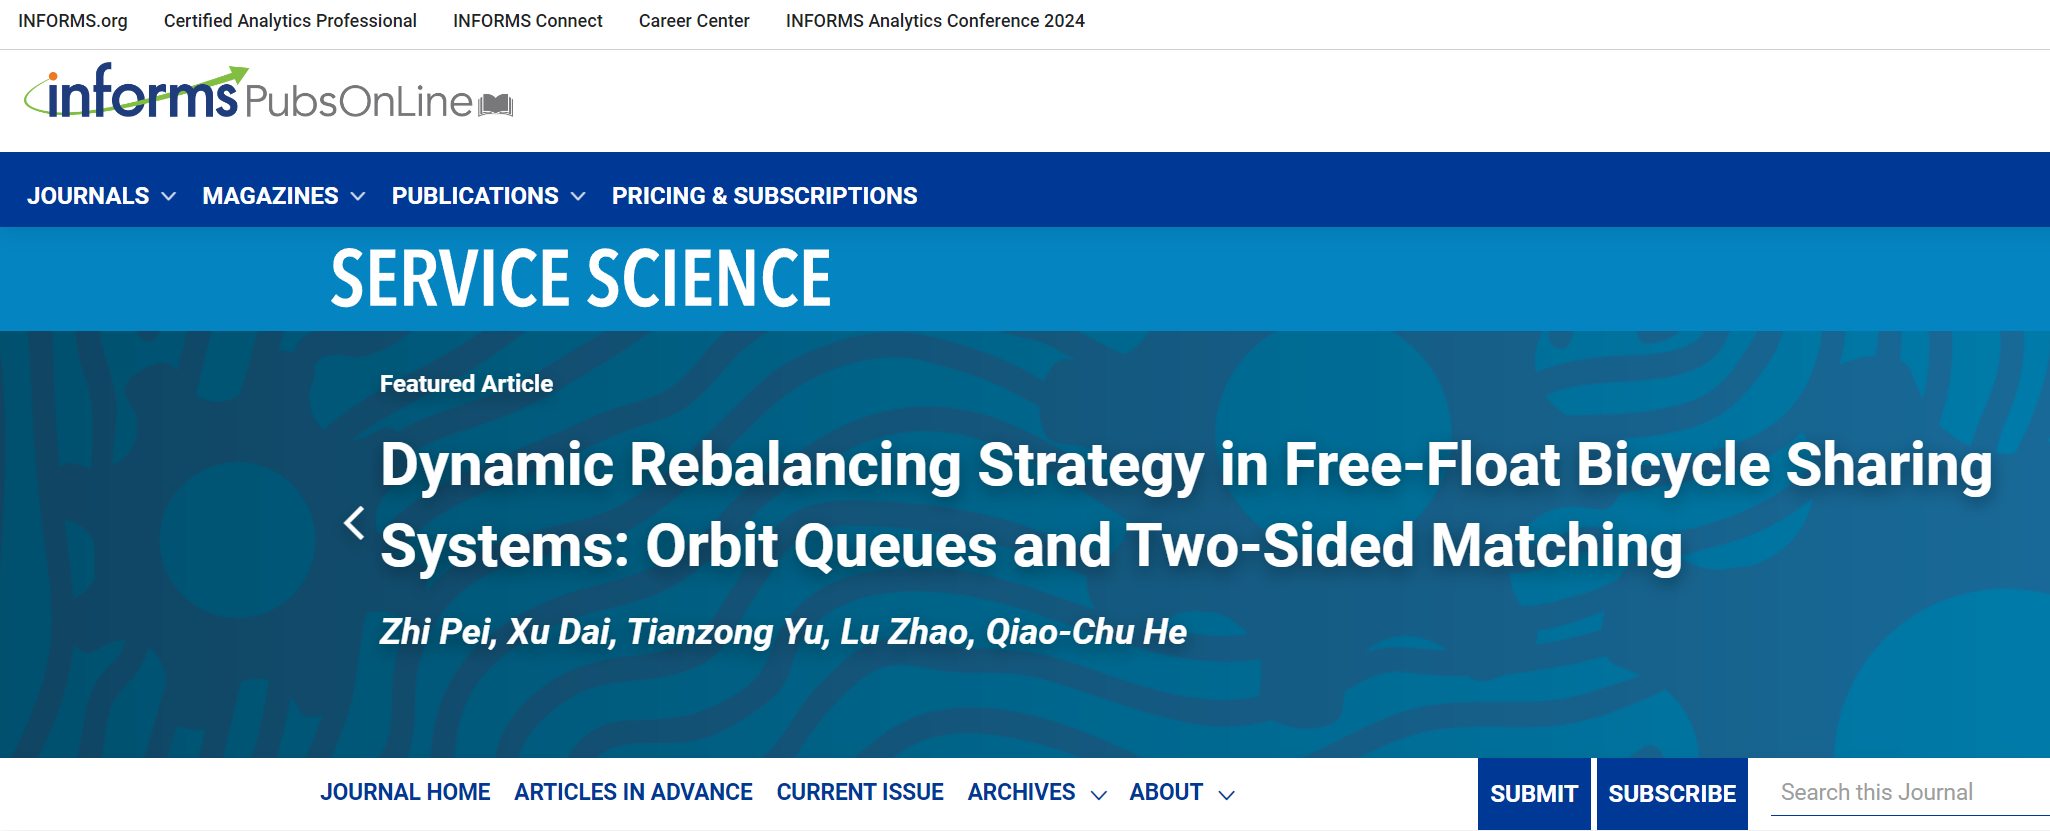 INFORMS.org Certified Analytics Professional INFORMS Connect Career Center INFORMS Analytics Conference 2024
informs PubsOnLine
JOURNALS MAGAZINES PUBLICATIONS PRICING & SUBSCRIPTIONS
SERVICE SCIENCE
Featured Article
Dynamic Rebalancing Strategy in Free-Float Bicycle Sharing
Systems: Orbit Queues and Two-Sided Matching
Zhi Pei, Xu Dai, Tianzong Yu, Lu Zhao, Qiao-Chu He
JOURNAL HOME ARTICLES IN ADVANCE CURRENT ISSUE ARCHIVES ABOUT SUBMIT SUBSCRIBE Search this Journal